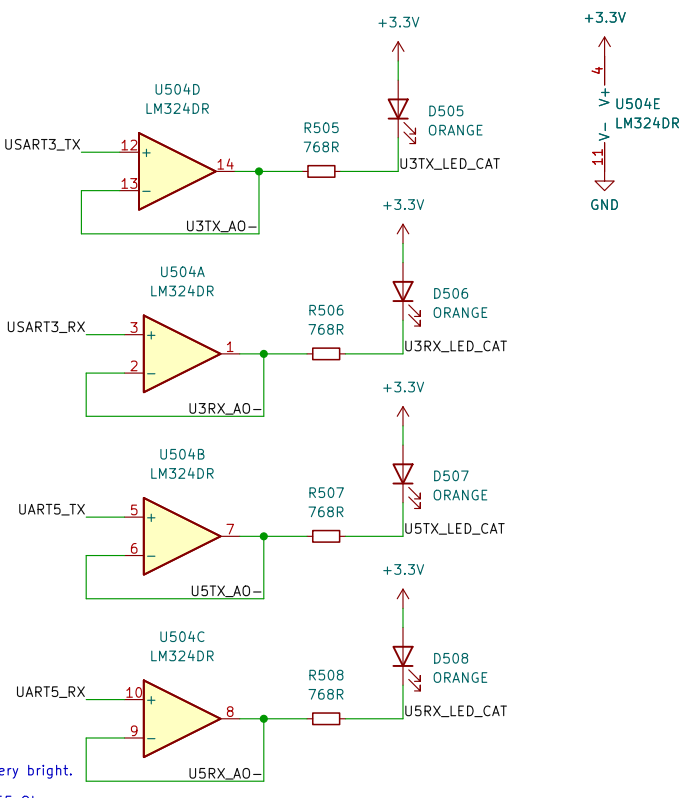 +3.3V
U504D
LM324DR
USART3_TX
12
+
13
−
14
R505
768R
D505
ORANGE
U3TX_LED_CAT
U3TX_AO−
+3.3V
4
V+
U504E
LM324DR
V−
11
GND
+3.3V
U504A
LM324DR
USART3_RX
3
+
2
−
1
R506
768R
D506
ORANGE
U3RX_LED_CAT
U3RX_AO−
+3.3V
U504B
LM324DR
UART5_TX
5
+
6
−
7
R507
768R
D507
ORANGE
U5TX_LED_CAT
U5TX_AO−
+3.3V
U504C
LM324DR
UART5_RX
10
+
9
−
8
R508
768R
D508
ORANGE
U5RX_LED_CAT
U5RX_AO−
ery bright.